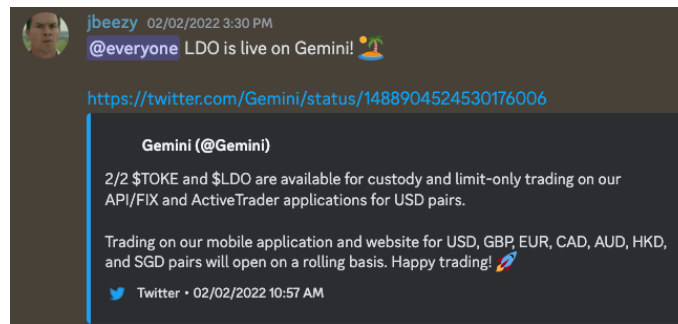 jbeezy 02/02/2022 3:30 PM
@everyone LDO is live on Gemini! 🏝️
https://twitter.com/Gemini/status/1488904524530176006
Gemini (@Gemini)
2/2 $TOKE and $LDO are available for custody and limit-only trading on our
API/FIX and ActiveTrader applications for USD pairs.
Trading on our mobile application and website for USD, GBP, EUR, CAD, AUD, HKD,
and SGD pairs will open on a rolling basis. Happy trading! 🚀
Twitter • 02/02/2022 10:57 AM